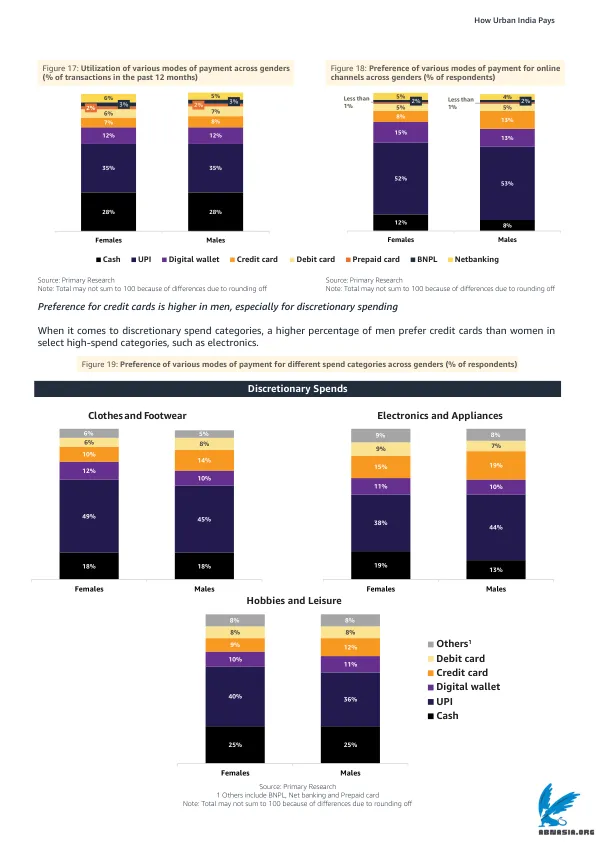 How Urban India Pays
Figure 17: Utilization of various modes of payment across genders
(% of transactions in the past 12 months)
6%
5%
3%
3%
2%
2%
6%
7%
7%
8%
12%
12%
35%
35%
28%
28%
Females
Males
Figure 18: Preference of various modes of payment for online
channels across genders (% of respondents)
Less than
1%
Less than
1%
5%
4%
2%
2%
5%
5%
8%
13%
15%
13%
52%
53%
12%
8%
Females
Males
Cash
UPI
Digital wallet
Credit card
Debit card
Prepaid card
BNPL
Netbanking
Source: Primary Research
Note: Total may not sum to 100 because of differences due to rounding off
Source: Primary Research
Note: Total may not sum to 100 because of differences due to rounding off
Preference for credit cards is higher in men, especially for discretionary spending
When it comes to discretionary spend categories, a higher percentage of men prefer credit cards than women in
select high-spend categories, such as electronics.
Figure 19: Preference of various modes of payment for different spend categories across genders (% of respondents)
Discretionary Spends
Clothes and Footwear
6%
5%
6%
8%
10%
14%
12%
10%
49%
45%
18%
18%
Females
Males
Electronics and Appliances
9%
8%
9%
7%
15%
19%
11%
10%
38%
44%
19%
13%
Females
Males
Hobbies and Leisure
8%
8%
8%
8%
9%
12%
10%
11%
40%
36%
25%
25%
Females
Males
Others¹
Debit card
Credit card
Digital wallet
UPI
Cash
Source: Primary Research
1 Others include BNPL, Net banking and Prepaid card
Note: Total may not sum to 100 because of differences due to rounding off
ABNASIA.ORG